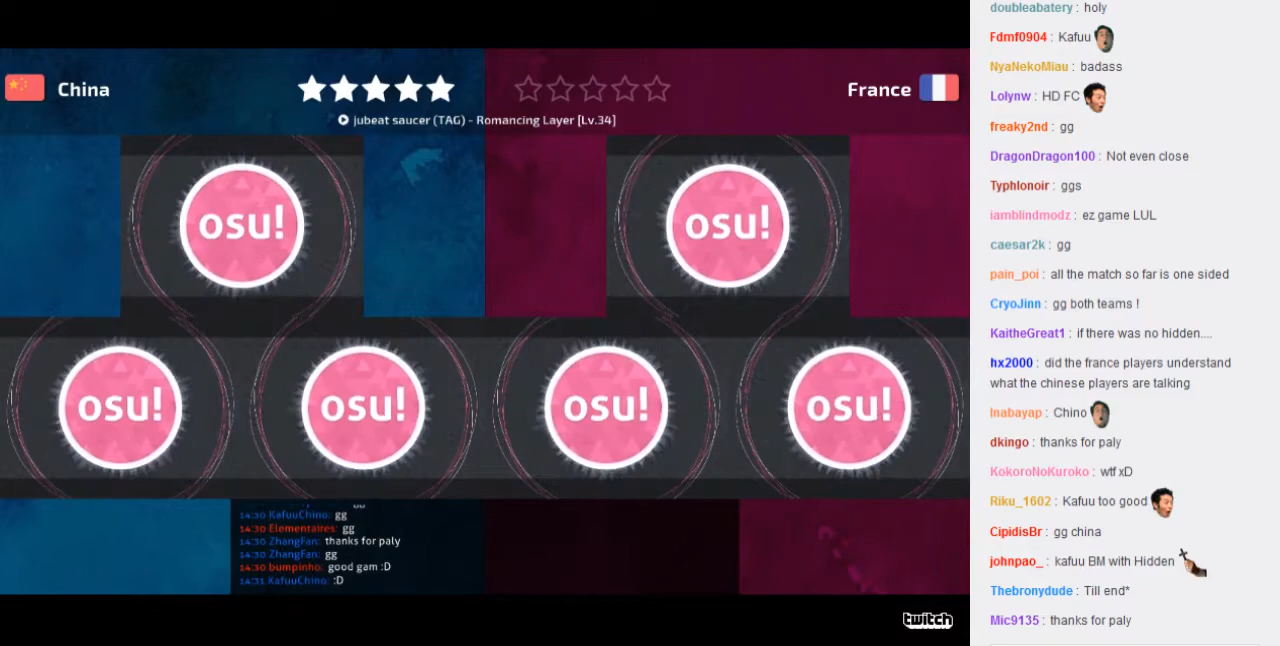 China
France
jubeat saucer (TAG) - Romancing Layer [Lv.34]
osu!
osu!
osu!
osu!
osu!
osu!
gg
14:30 KafuuChino: gg
14:30 Elementaires: gg
14:30 ZhangFan: thanks for paly
14:30 ZhangFan: gg
14:30 bumpinho: good gam :D
14:31 KafuuChino: :D
twitch
doubleabatery : holy
Fdmf0904 : Kafuu
NyaNekoMiau : badass
Lolynw : HD FC
freaky2nd : gg
DragonDragon100 : Not even close
Typhlonoir : ggs
iamblindmodz : ez game LUL
caesar2k : gg
pain_poi : all the match so far is one sided
CryoJinn : gg both teams !
KaitheGreat1 : if there was no hidden....
hx2000 : did the france players understand
what the chinese players are talking
Inabayap : Chino
dkingo : thanks for paly
KokoroNoKuroko : wtf xD
Riku_1602 : Kafuu too good
CipidisBr : gg china
johnpao_ : kafuu BM with Hidden
Thebronydude : Till end*
Mic9135 : thanks for paly